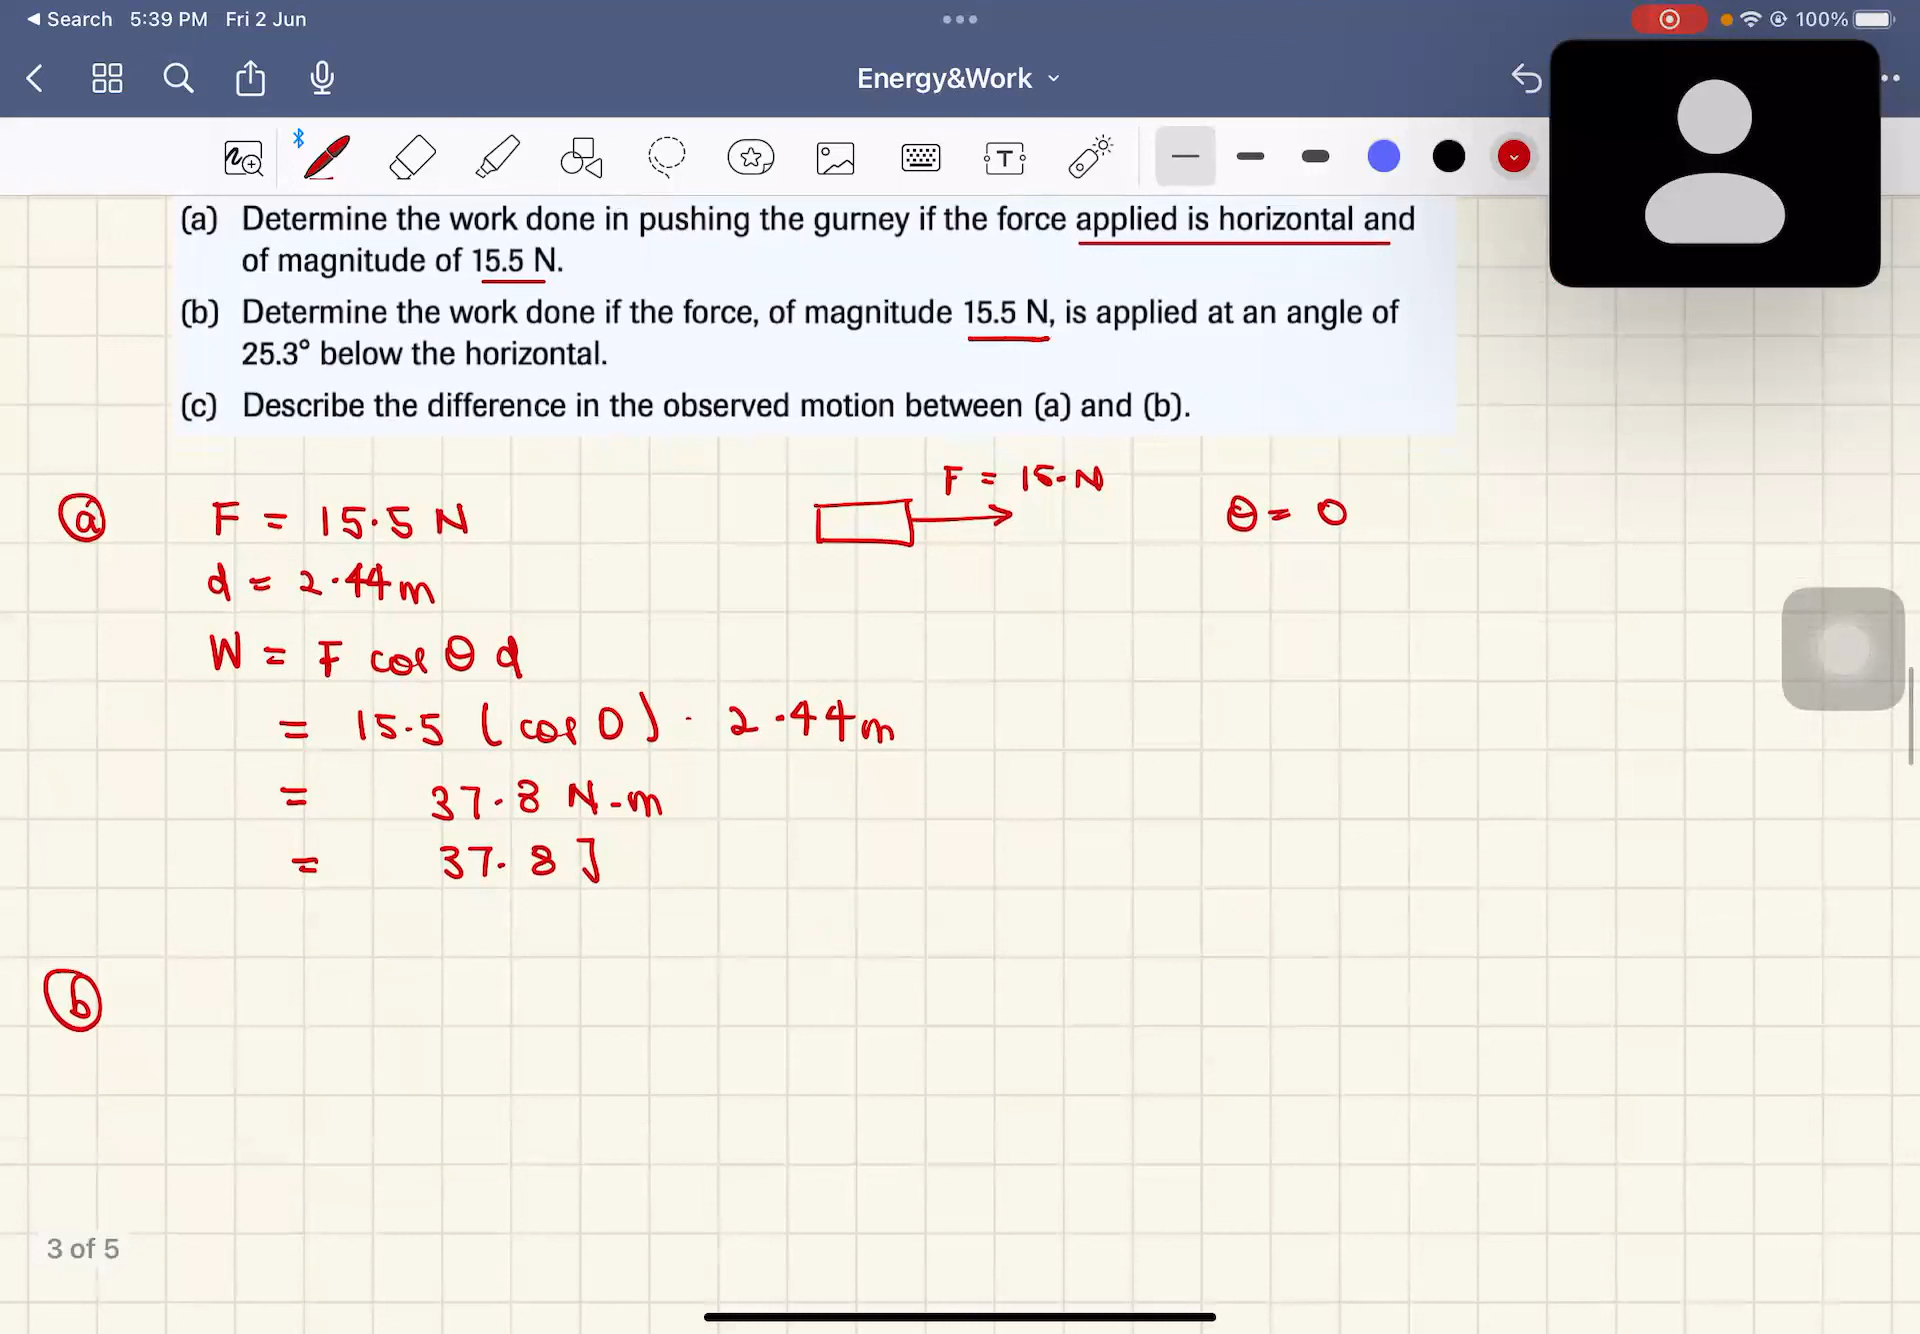 Search 5:39 PM Fri 2 Jun
100%
Energy&Work
T
(a) Determine the work done in pushing the gurney if the force applied is horizontal and
of magnitude of 15.5 N.
(b) Determine the work done if the force, of magnitude 15.5 N, is applied at an angle of
25.3° below the horizontal.
(c) Describe the difference in the observed motion between (a) and (b).
F = 15.N
a F = 15.5 N
θ = 0
d = 2.44m
W = F cos θ d
= 15.5 (cos 0) · 2.44m
= 37.8 N-m
= 37.8 J
b
3 of 5